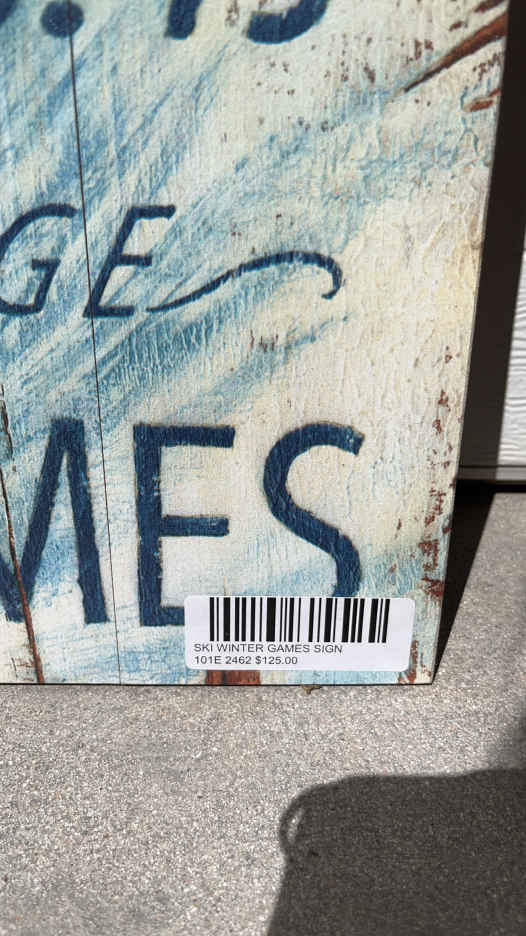 GE
MES
SKI WINTER GAMES SIGN
101E 2462 $125.00